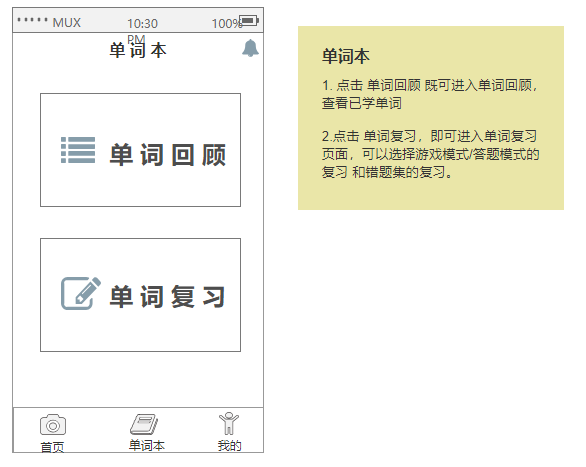 MUX 10:30 PM 100%
单词本
单词回顾
单词复习
首页 单词本 我的
单词本
1. 点击 单词回顾 既可进入单词回顾，
查看已学单词
2.点击 单词复习，即可进入单词复习
页面，可以选择游戏模式/答题模式的
复习 和错题集的复习。